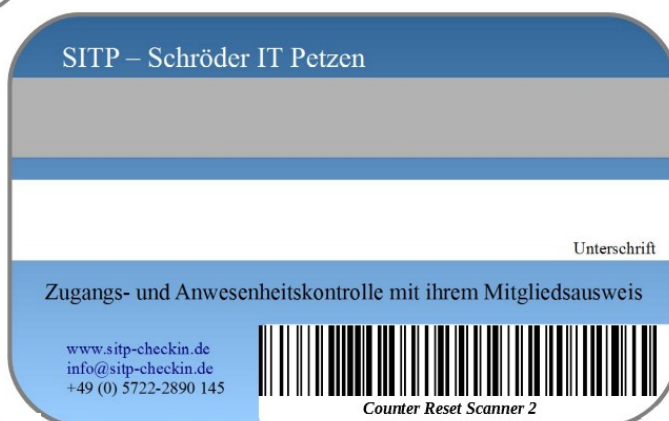 SITP – Schröder IT Petzen
Unterschrift
Zugangs- und Anwesenheitskontrolle mit ihrem Mitgliedsausweis
www.sitp-checkin.de
info@sitp-checkin.de
+49 (0) 5722-2890 145
Counter Reset Scanner 2